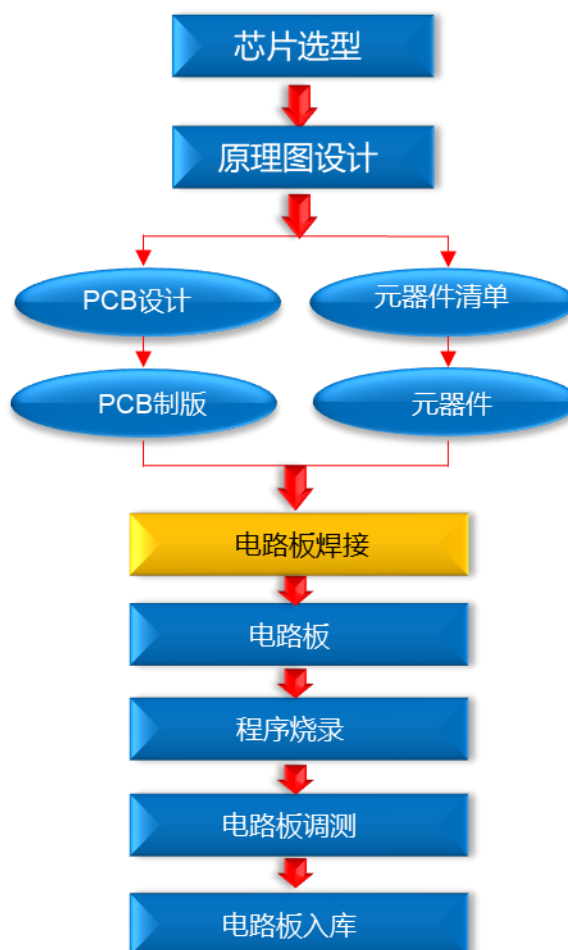 芯片选型
原理图设计
PCB设计
元器件清单
PCB制版
元器件
电路板焊接
电路板
程序烧录
电路板调测
电路板入库